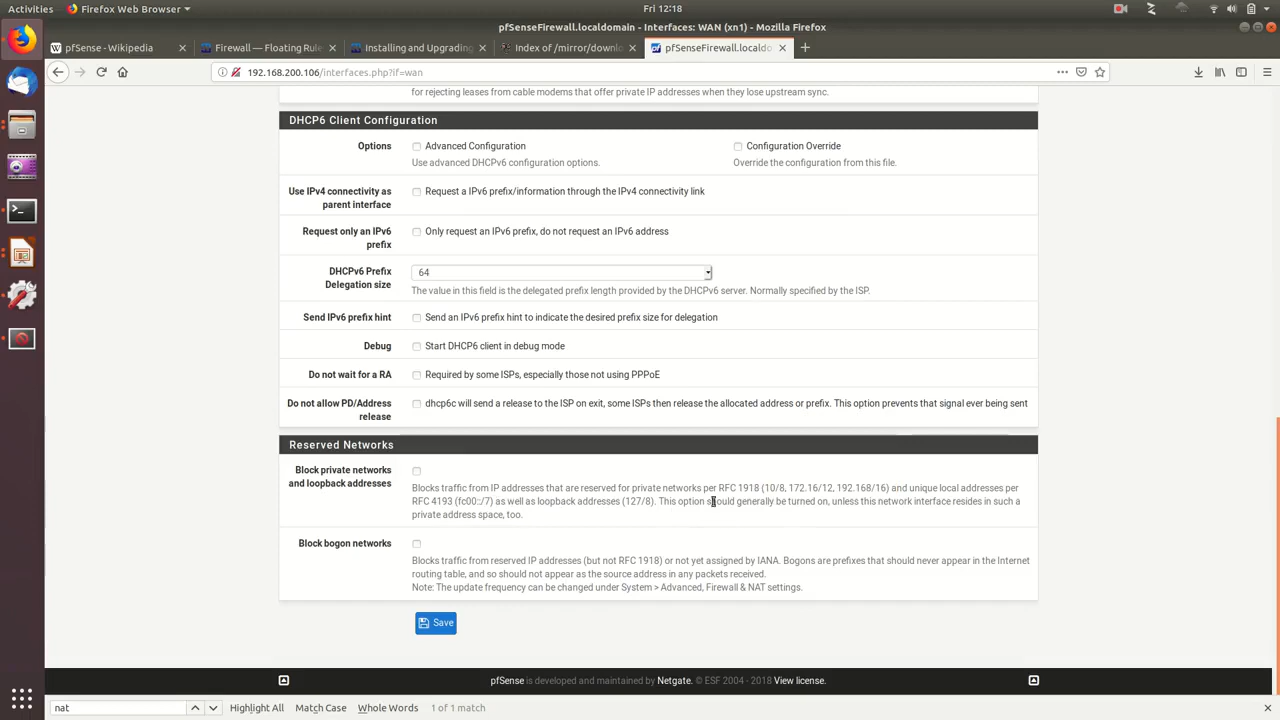 Activities
Firefox Web Browser
Fri 12:18
pfSenseFirewall.localdomain - Interfaces: WAN (xn1) - Mozilla Firefox
pfSense - Wikipedia
Firewall — Floating Rule
Installing and Upgrading
Index of /mirror/downlo
pfSenseFirewall.localdo
192.168.200.106/interfaces.php?if=wan
for rejecting leases from cable modems that offer private IP addresses when they lose upstream sync.
DHCP6 Client Configuration
Options
Advanced Configuration
Configuration Override
Use advanced DHCPv6 configuration options.
Override the configuration from this file.
Use IPv4 connectivity as
parent interface
Request a IPv6 prefix/information through the IPv4 connectivity link
Request only an IPv6
prefix
Only request an IPv6 prefix, do not request an IPv6 address
DHCPv6 Prefix
Delegation size
64
The value in this field is the delegated prefix length provided by the DHCPv6 server. Normally specified by the ISP.
Send IPv6 prefix hint
Send an IPv6 prefix hint to indicate the desired prefix size for delegation
Debug
Start DHCP6 client in debug mode
Do not wait for a RA
Required by some ISPs, especially those not using PPPoE
Do not allow PD/Address
release
dhcp6c will send a release to the ISP on exit, some ISPs then release the allocated address or prefix. This option prevents that signal ever being sent
Reserved Networks
Block private networks
and loopback addresses
Blocks traffic from IP addresses that are reserved for private networks per RFC 1918 (10/8, 172.16/12, 192.168/16) and unique local addresses per
RFC 4193 (fc00::/7) as well as loopback addresses (127/8). This option should generally be turned on, unless this network interface resides in such a
private address space, too.
Block bogon networks
Blocks traffic from reserved IP addresses (but not RFC 1918) or not yet assigned by IANA. Bogons are prefixes that should never appear in the Internet
routing table, and so should not appear as the source address in any packets received.
Note: The update frequency can be changed under System > Advanced, Firewall & NAT settings.
Save
pfSense is developed and maintained by Netgate. © ESF 2004 - 2018 View license.
nat
Highlight All
Match Case
Whole Words
1 of 1 match